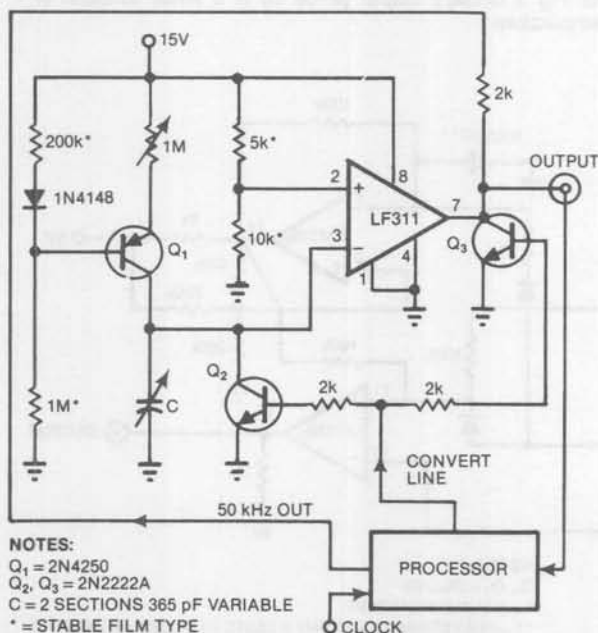 15V
2k
200k*
1M
5k*
OUTPUT
1N4148
2
+
8
LF311
7
Q1
10k*
3
−
4
1
Q3
Q2
2k
2k
1M*
C
CONVERT
LINE
50 kHz OUT
PROCESSOR
CLOCK
NOTES:
Q1 = 2N4250
Q2, Q3 = 2N2222A
C = 2 SECTIONS 365 pF VARIABLE
* = STABLE FILM TYPE